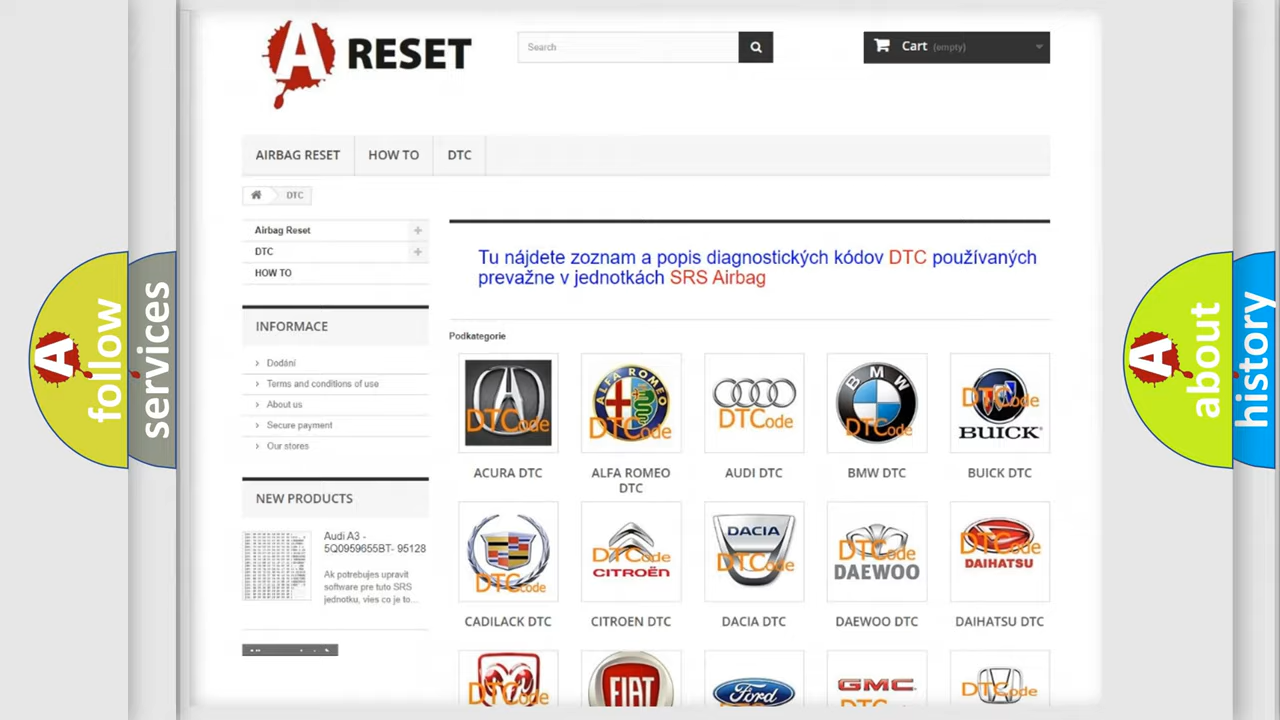 A RESET
Search
Cart (empty)
AIRBAG RESET
HOW TO
DTC
DTC
Airbag Reset
DTC
HOW TO
INFORMACE
Dodání
Terms and conditions of use
About us
Secure payment
Our stores
NEW PRODUCTS
Audi A3 -
5Q0959655BT- 95128
Ak potrebujes upravit
software pre tuto SRS
jednotku, vies co je to...
Tu nájdete zoznam a popis diagnostických kódov DTC používaných
prevažne v jednotkách SRS Airbag
Podkategorie
DTCode
ALFA ROMEO
DTCode
DTCode
BMW
DTCode
DTCode
BUICK
ACURA DTC
ALFA ROMEO
DTC
AUDI DTC
BMW DTC
BUICK DTC
DTCode
DTCode
CITROËN
DACIA
DTCode
DTCode
DAEWOO
DTCode
DAIHATSU
CADILACK DTC
CITROEN DTC
DACIA DTC
DAEWOO DTC
DAIHATSU DTC
DTCode
FIAT
Ford
GMC
DTCode
A follow
services
A about
history